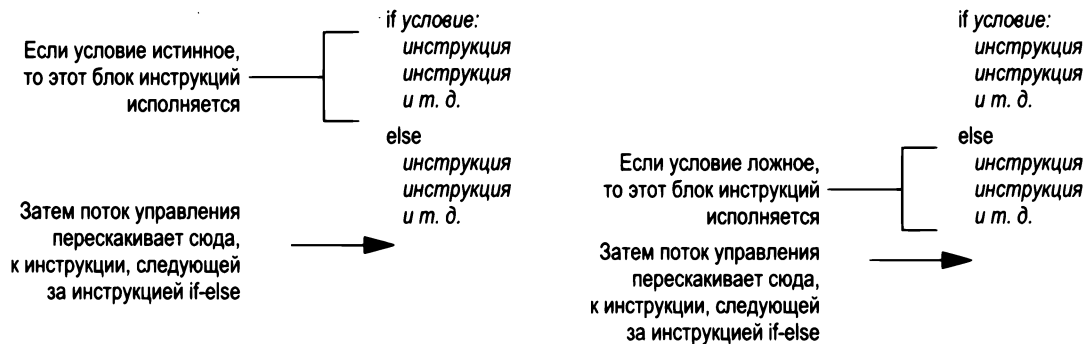 Если условие истинное,
то этот блок инструкций
исполняется
if условие:
инструкция
инструкция
и т. д.
else
инструкция
инструкция
и т. д.
Затем поток управления
перескакивает сюда,
к инструкции, следующей
за инструкцией if-else
if условие:
инструкция
инструкция
и т. д.
else
инструкция
инструкция
и т. д.
Если условие ложное,
то этот блок инструкций
исполняется
Затем поток управления
перескакивает сюда,
к инструкции, следующей
за инструкцией if-else